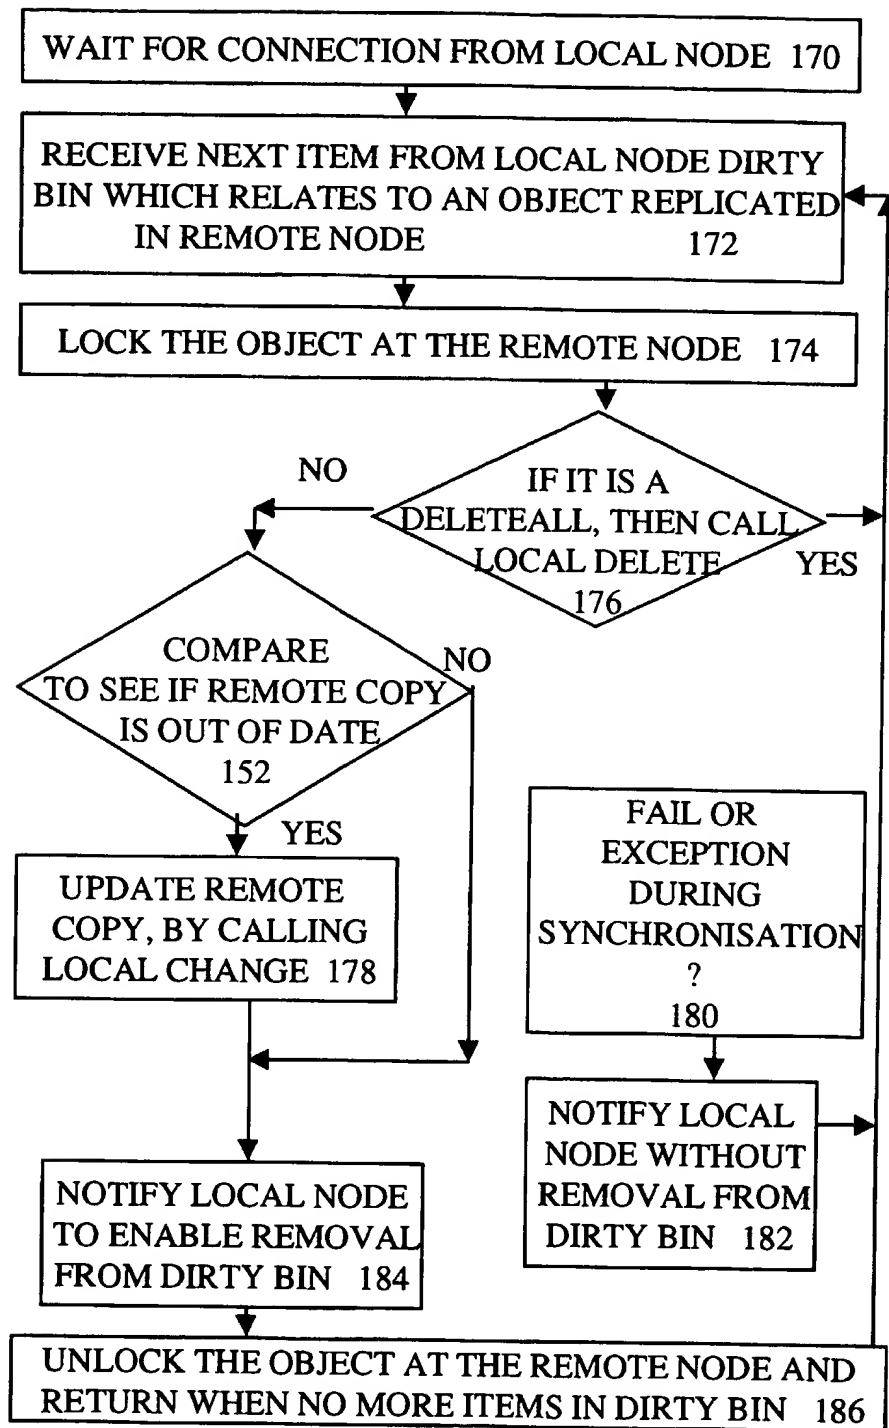 WAIT FOR CONNECTION FROM LOCAL NODE 170
RECEIVE NEXT ITEM FROM LOCAL NODE DIRTY
BIN WHICH RELATES TO AN OBJECT REPLICATED
IN REMOTE NODE 172
LOCK THE OBJECT AT THE REMOTE NODE 174
NO
IF IT IS A
DELETEALL, THEN CALL
LOCAL DELETE
176
YES
COMPARE
TO SEE IF REMOTE COPY
IS OUT OF DATE
152
NO
YES
UPDATE REMOTE
COPY, BY CALLING
LOCAL CHANGE 178
FAIL OR
EXCEPTION
DURING
SYNCHRONISATION
?
180
NOTIFY LOCAL
NODE WITHOUT
REMOVAL FROM
DIRTY BIN 182
NOTIFY LOCAL NODE
TO ENABLE REMOVAL
FROM DIRTY BIN 184
UNLOCK THE OBJECT AT THE REMOTE NODE AND
RETURN WHEN NO MORE ITEMS IN DIRTY BIN 186